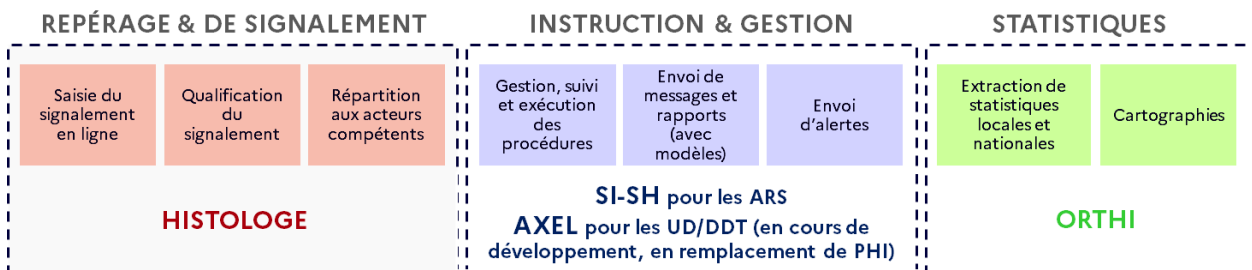 REPÉRAGE & DE SIGNALEMENT
Saisie du
signalement
en ligne
Qualification
du
signalement
Répartition
aux acteurs
compétents
HISTOLOGE
INSTRUCTION & GESTION
Gestion, suivi
et exécution
des
procédures
Envoi de
messages et
rapports
(avec
modèles)
Envoi
d’alertes
SI-SH pour les ARS
AXEL pour les UD/DDT (en cours de
développement, en remplacement de PHI)
STATISTIQUES
Extraction de
statistiques
locales et
nationales
Cartographies
ORTHI